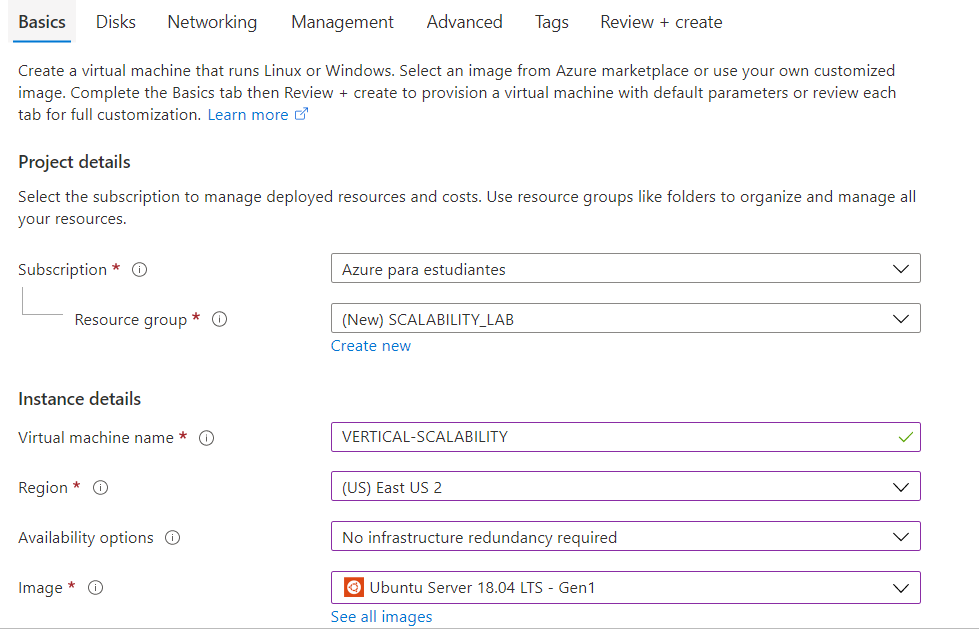 Basics Disks Networking Management Advanced Tags Review + create
Create a virtual machine that runs Linux or Windows. Select an image from Azure marketplace or use your own customized
image. Complete the Basics tab then Review + create to provision a virtual machine with default parameters or review each
tab for full customization. Learn more
Project details
Select the subscription to manage deployed resources and costs. Use resource groups like folders to organize and manage all
your resources.
Subscription * Azure para estudiantes
Resource group * (New) SCALABILITY_LAB
Create new
Instance details
Virtual machine name * VERTICAL-SCALABILITY
Region * (US) East US 2
Availability options No infrastructure redundancy required
Image * Ubuntu Server 18.04 LTS - Gen1
See all images